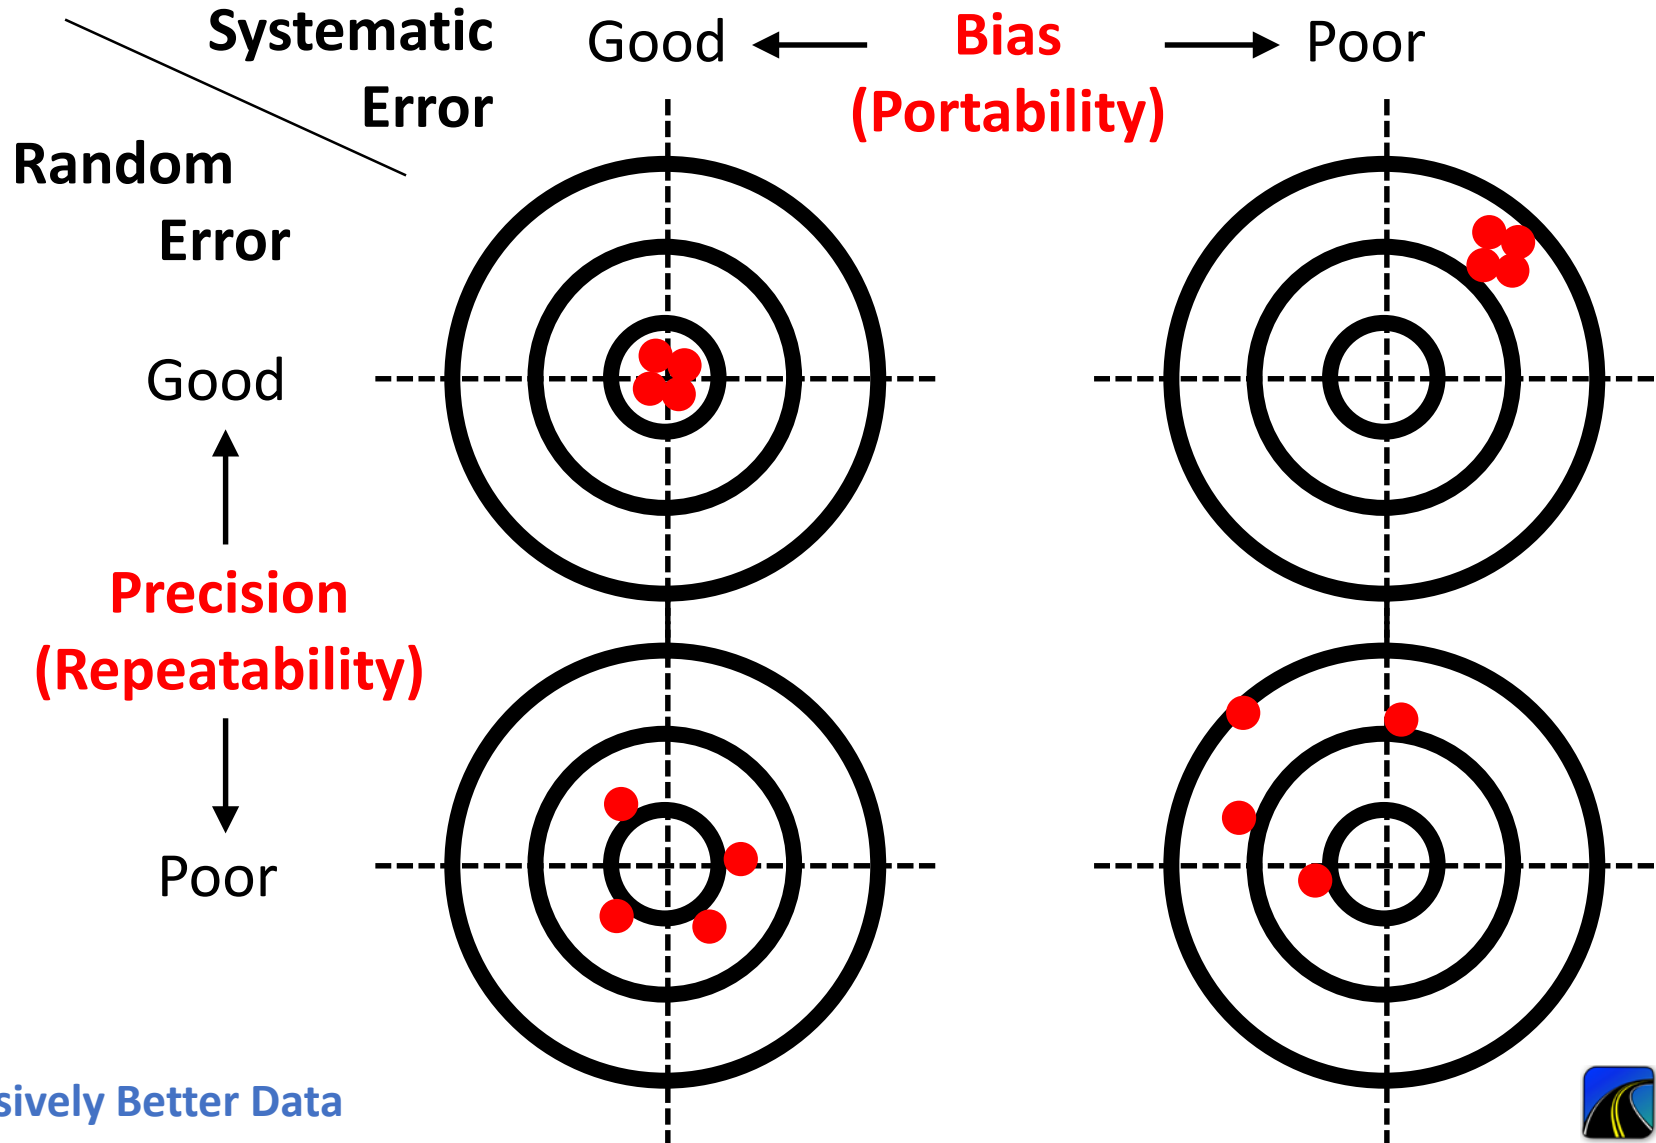 Systematic
Error
Good
Bias
(Portability)
Poor
Random
Error
Good
Precision
(Repeatability)
Poor
sively Better Data